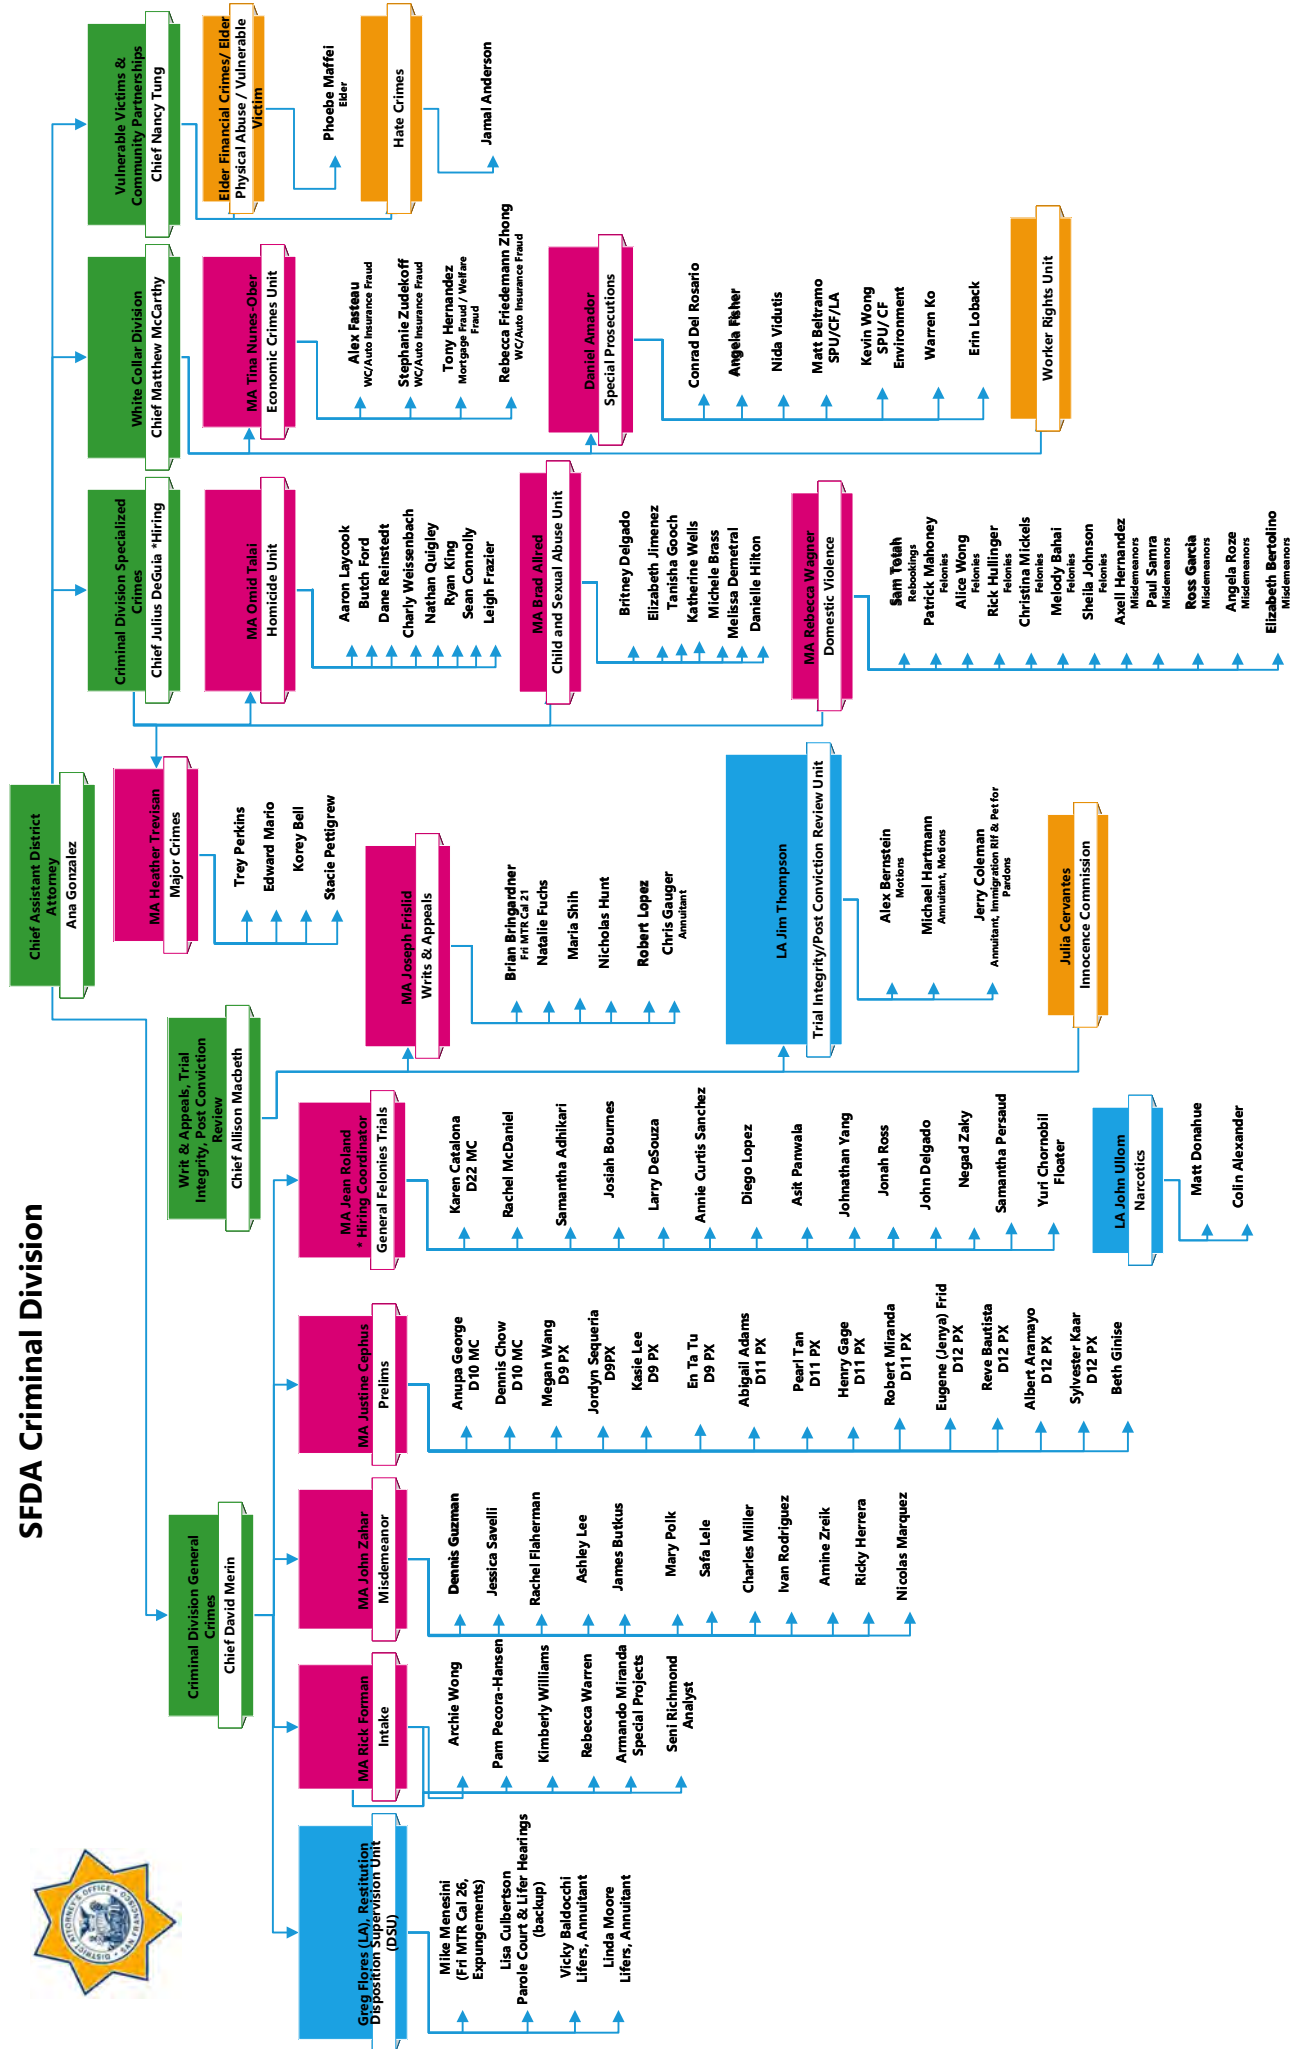 SFDA Criminal Division
DISTRICT ATTORNEY'S OFFICE
SAN FRANCISCO
Chief Assistant District
Attorney
Ana Gonzalez
Criminal Division General
Crimes
Chief David Merin
Greg Flores (LA), Restitution
Disposition Supervision Unit
(DSU)
Mike Menesini
(Fri MTR Cal 26,
Expungements)
Lisa Culbertson
Parole Court & Lifer Hearings
(backup)
Vicky Baldocchi
Lifers, Annuitant
Linda Moore
Lifers, Annuitant
MA Rick Forman
Intake
Archie Wong
Pam Pecora-Hansen
Kimberly Williams
Rebecca Warren
Armando Miranda
Special Projects
Seni Richmond
Analyst
MA John Zahar
Misdemeanor
Dennis Guzman
Jessica Savelli
Rachel Flaherman
Ashley Lee
James Butkus
Mary Polk
Safa Lele
Charles Miller
Ivan Rodriguez
Amine Zreik
Ricky Herrera
Nicolas Marquez
MA Justine Cephus
Prelims
Anupa George
D10 MC
Dennis Chow
D10 MC
Megan Wang
D9 PX
Jordyn Sequeria
D9PX
Kasie Lee
D9 PX
En Ta Tu
D9 PX
Abigail Adams
D11 PX
Pearl Tan
D11 PX
Henry Gage
D11 PX
Robert Miranda
D11 PX
Eugene (Jenya) Frid
D12 PX
Reve Bautista
D12 PX
Albert Aramayo
D12 PX
Sylvester Kaar
D12 PX
Beth Ginise
MA Jean Roland
* Hiring Coordinator
General Felonies Trials
Karen Catalona
D22 MC
Rachel McDaniel
Samantha Adhikari
Josiah Bournes
Larry DeSouza
Annie Curtis Sanchez
Diego Lopez
Asit Panwala
Johnathan Yang
Jonah Ross
John Delgado
Negad Zaky
Samantha Persaud
Yuri Chornobil
Floater
LA John Ullom
Narcotics
Matt Donahue
Colin Alexander
Writ & Appeals, Trial
Integrity, Post Conviction
Review
Chief Allison Macbeth
MA Joseph Frislid
Writs & Appeals
Brian Bringardner
Fri MTR Cal 21
Natalie Fuchs
Maria Shih
Nicholas Hunt
Robert Lopez
Chris Gauger
Annuitant
LA Jim Thompson
Trial Integrity/Post Conviction Review Unit
Alex Bernstein
Motions
Michael Hartmann
Annuitant, Motions
Jerry Coleman
Annuitant, Immigration Rlf & Pet for
Pardons
Julia Cervantes
Innocence Commission
Criminal Division Specialized
Crimes
Chief Julius DeGuia *Hiring
MA Heather Trevisan
Major Crimes
Trey Perkins
Edward Mario
Korey Bell
Stacie Pettigrew
MA Omid Talai
Homicide Unit
Aaron Laycook
Butch Ford
Dane Reinstedt
Charly Weissenbach
Nathan Quigley
Ryan King
Sean Connolly
Leigh Frazier
MA Brad Allred
Child and Sexual Abuse Unit
Britney Delgado
Elizabeth Jimenez
Tanisha Gooch
Katherine Wells
Michele Brass
Melissa Demetral
Danielle Hilton
MA Rebecca Wagner
Domestic Violence
Sam Totah
Rebookings
Patrick Mahoney
Felonies
Alice Wong
Felonies
Rick Hullinger
Felonies
Christina Mickels
Felonies
Melody Bahai
Felonies
Sheila Johnson
Felonies
Axell Hernandez
Misdemeanors
Paul Samra
Misdemeanors
Ross Garcia
Misdemeanors
Angela Roze
Misdemeanors
Elizabeth Bertolino
Misdemeanors
White Collar Division
Chief Matthew McCarthy
MA Tina Nunes-Ober
Economic Crimes Unit
Alex Fasteau
WC/Auto Insurance Fraud
Stephanie Zudekoff
WC/Auto Insurance Fraud
Tony Hernandez
Mortgage Fraud / Welfare
Fraud
Rebecca Friedemann Zhong
WC/Auto Insurance Fraud
Daniel Amador
Special Prosecutions
Conrad Del Rosario
Angela Fisher
Nida Vidutis
Matt Beltramo
SPU/CF/LA
Kevin Wong
SPU/ CF
Environment
Warren Ko
Erin Loback
Worker Rights Unit
Vulnerable Victims &
Community Partnerships
Chief Nancy Tung
Elder Financial Crimes/ Elder
Physical Abuse / Vulnerable
Victim
Phoebe Maffei
Elder
Hate Crimes
Jamal Anderson